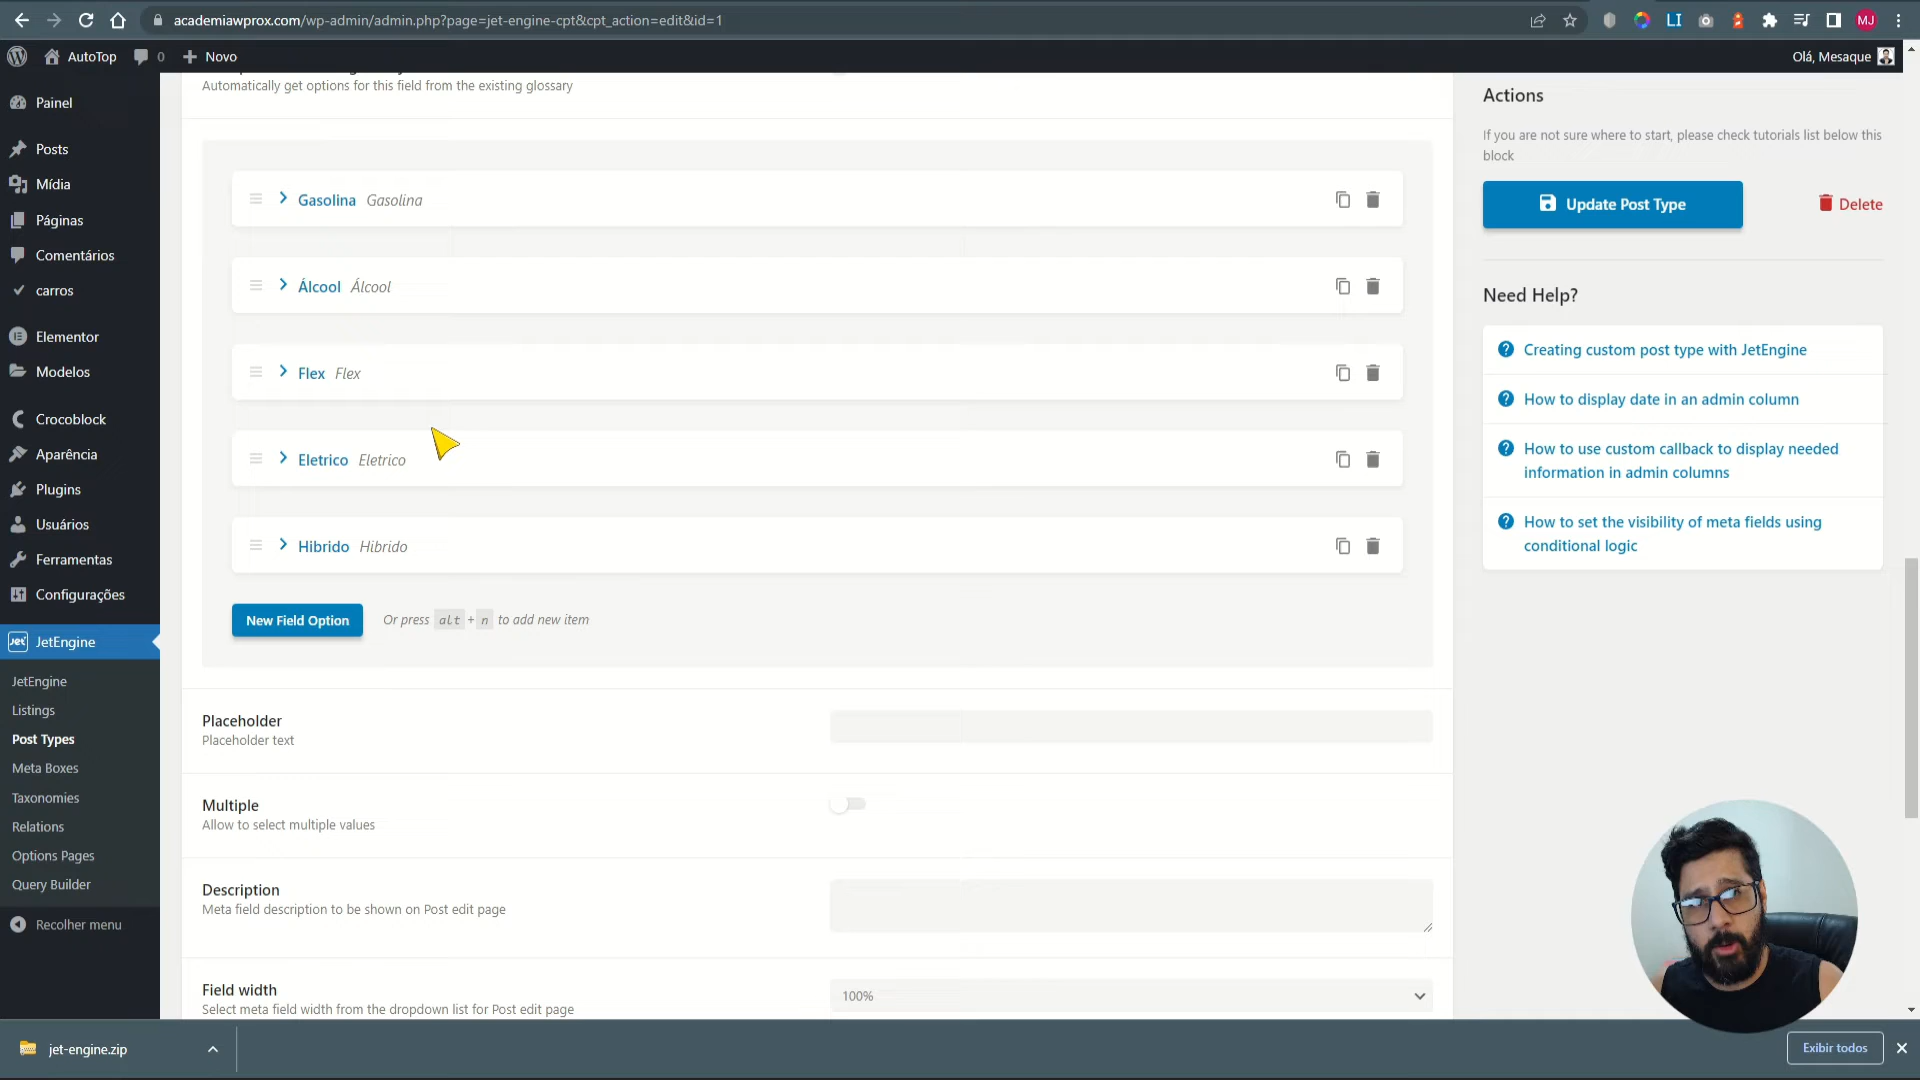 academiawprox.com/wp-admin/admin.php?page=jet-engine-cpt&cpt_action=edit&id=1
LI
MJ
AutoTop
0
Novo
Olá, Mesaque
Painel
Posts
Mídia
Páginas
Comentários
carros
Elementor
Modelos
Crocoblock
Aparência
Plugins
Usuários
Ferramentas
Configurações
Jet
JetEngine
JetEngine
Listings
Post Types
Meta Boxes
Taxonomies
Relations
Options Pages
Query Builder
Recolher menu
Automatically get options for this field from the existing glossary
Gasolina Gasolina
Álcool Álcool
Flex Flex
Eletrico Eletrico
Hibrido Hibrido
New Field Option
Or press alt + n to add new item
Placeholder
Placeholder text
Multiple
Allow to select multiple values
Description
Meta field description to be shown on Post edit page
Field width
Select meta field width from the dropdown list for Post edit page
100%
Actions
If you are not sure where to start, please check tutorials list below this
block
Update Post Type
Delete
Need Help?
Creating custom post type with JetEngine
How to display date in an admin column
How to use custom callback to display needed
information in admin columns
How to set the visibility of meta fields using
conditional logic
jet-engine.zip
Exibir todos